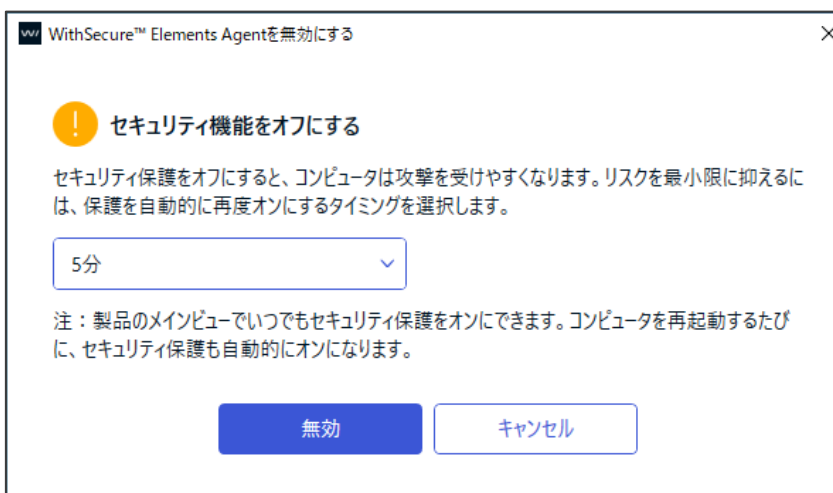 WithSecure™ Elements Agentを無効にする
セキュリティ機能をオフにする
セキュリティ保護をオフにすると、コンピュータは攻撃を受けやすくなります。リスクを最小限に抑えるに
は、保護を自動的に再度オンにするタイミングを選択します。
5分
注：製品のメインビューでいつでもセキュリティ保護をオンにできます。コンピュータを再起動するたび
に、セキュリティ保護も自動的にオンになります。
無効
キャンセル